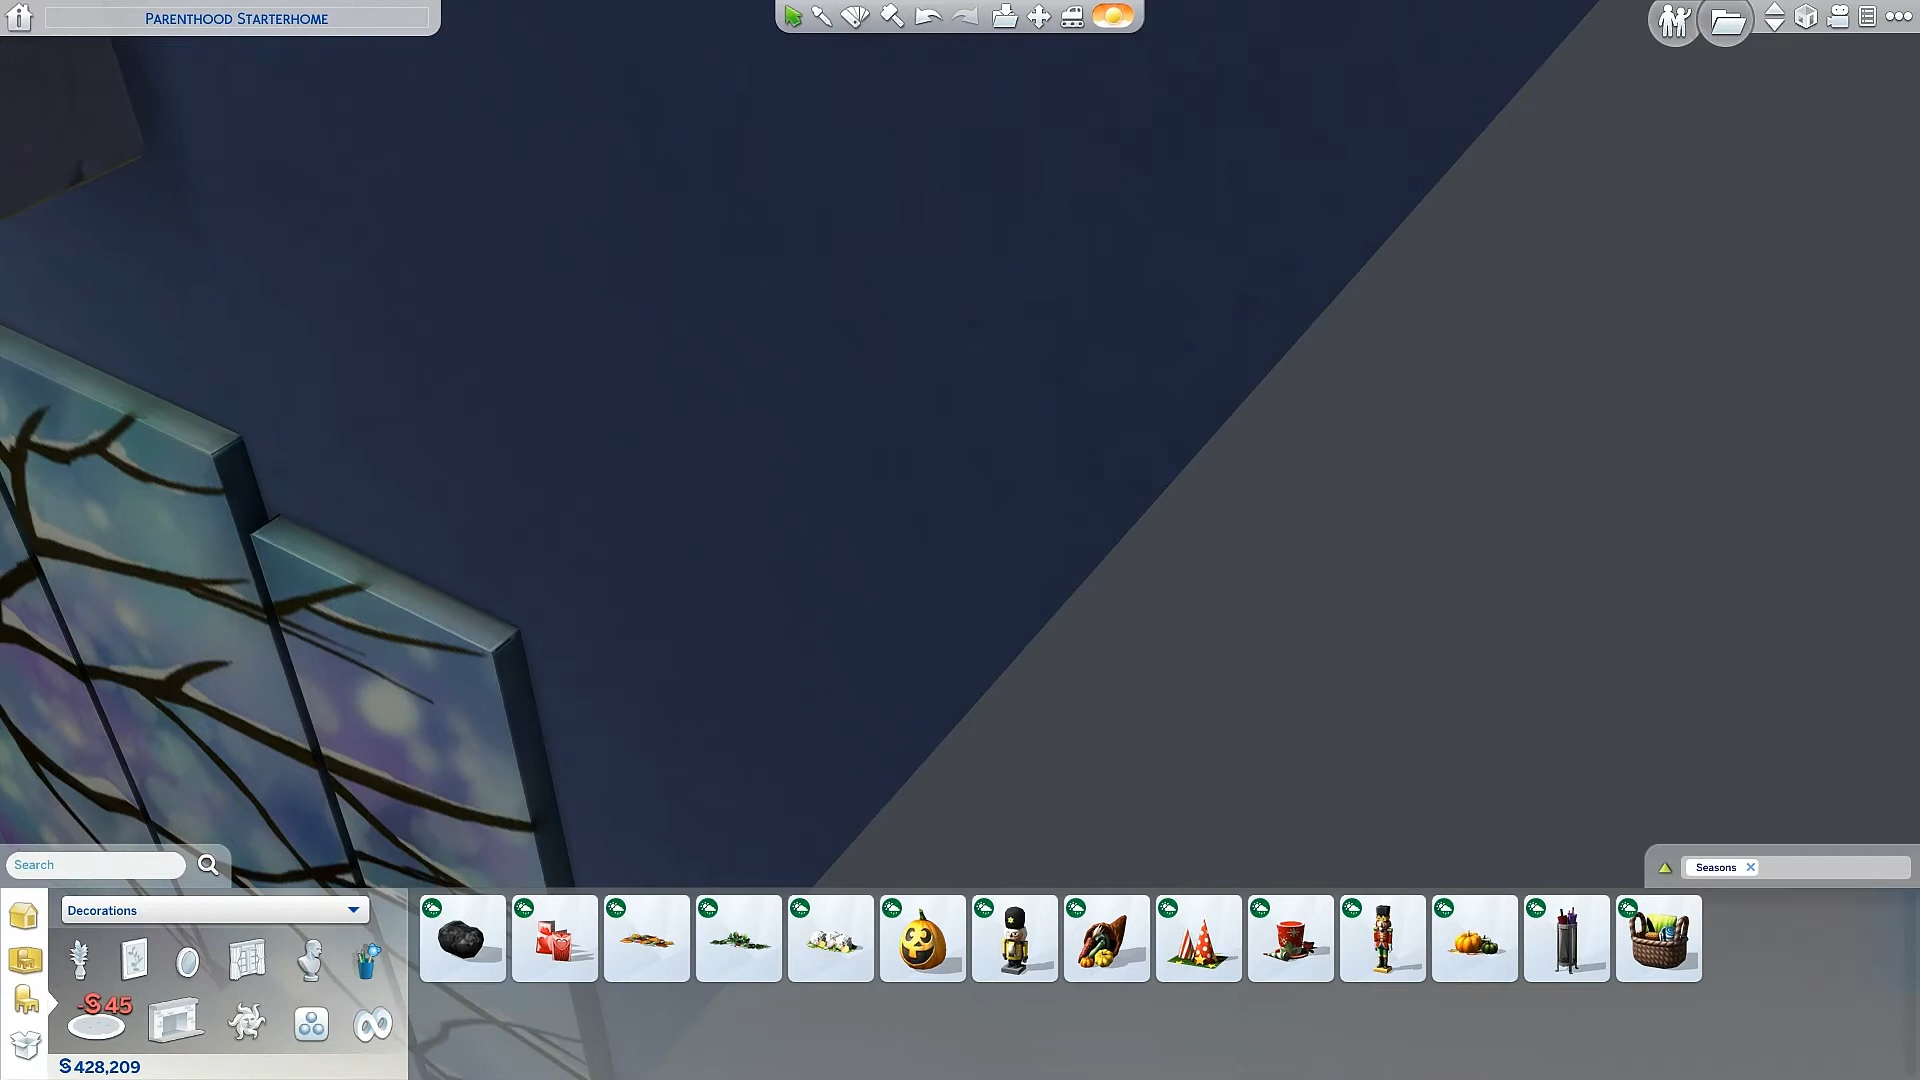 PARENTHOOD STARTERHOME
Search
Seasons
Decorations
-§45
§428,209